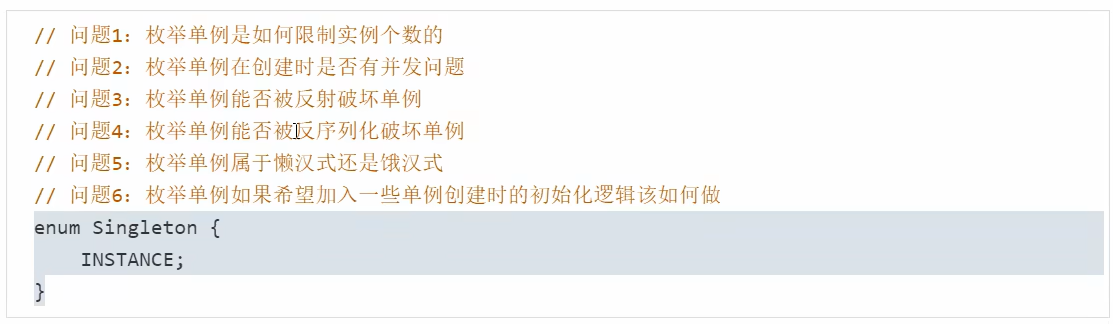 // 问题1：枚举单例是如何限制实例个数的
// 问题2：枚举单例在创建时是否有并发问题
// 问题3：枚举单例能否被反射破坏单例
// 问题4：枚举单例能否被反序列化破坏单例
// 问题5：枚举单例属于懒汉式还是饿汉式
// 问题6：枚举单例如果希望加入一些单例创建时的初始化逻辑该如何做
enum Singleton {
    INSTANCE;
}